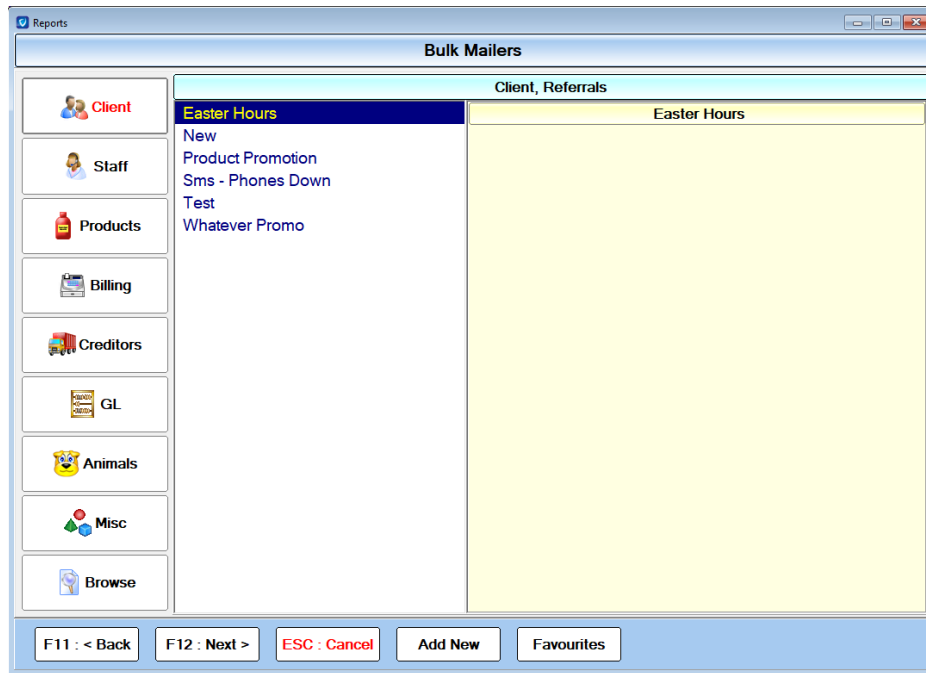 Reports
Bulk Mailers
Client
Staff
Products
Billing
Creditors
GL
Animals
Misc
Browse
Client, Referrals
Easter Hours
New
Product Promotion
Sms - Phones Down
Test
Whatever Promo
Easter Hours
F11 : < Back
F12 : Next >
ESC : Cancel
Add New
Favourites